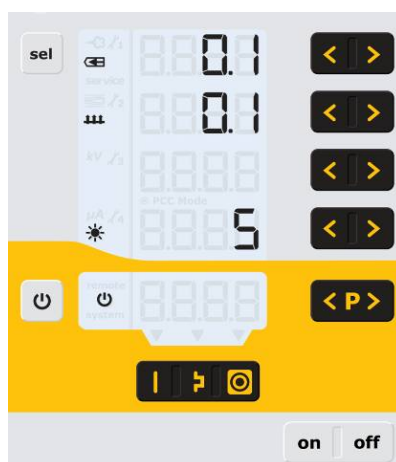 sel
0.1
service
0.1
kV
PCC Mode
µA
5
remote
system
< P >
on off